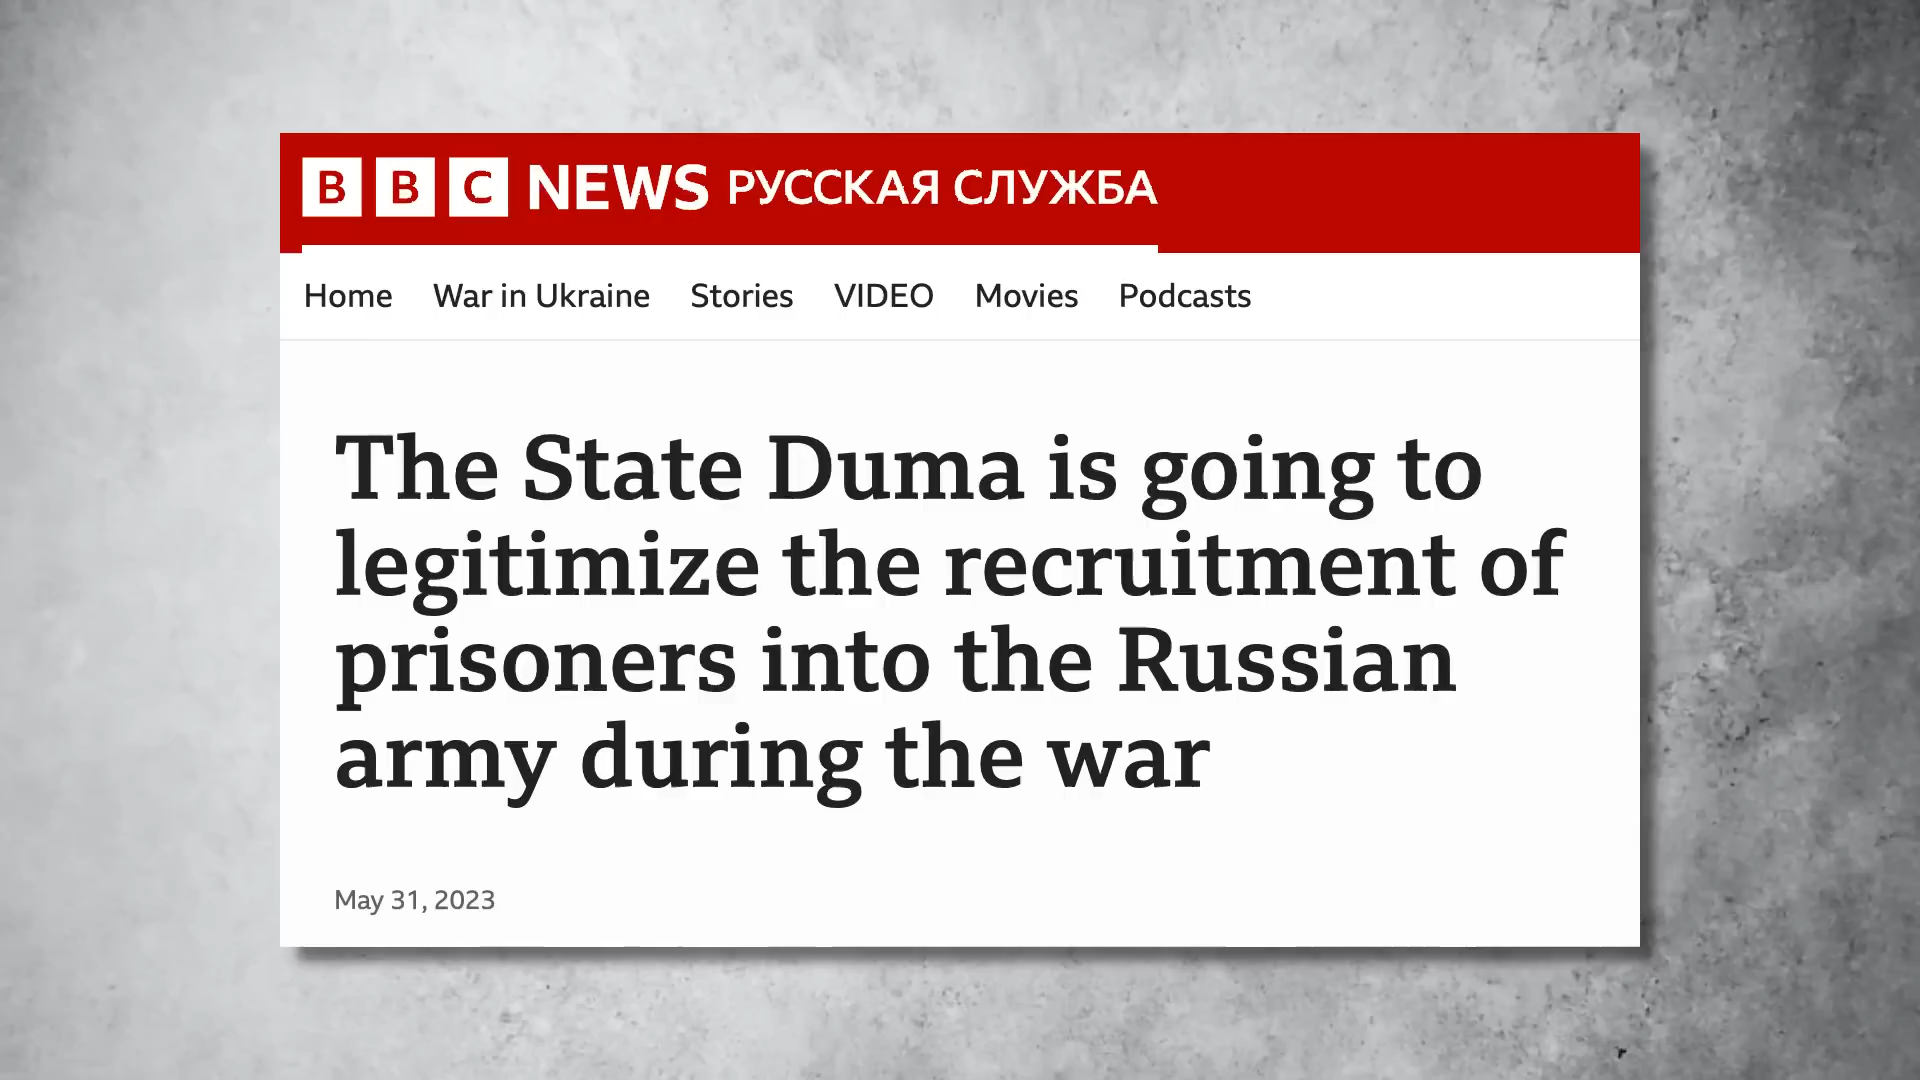 BBC NEWS РУССКАЯ СЛУЖБА
Home War in Ukraine Stories VIDEO Movies Podcasts
The State Duma is going to
legitimize the recruitment of
prisoners into the Russian
army during the war
May 31, 2023